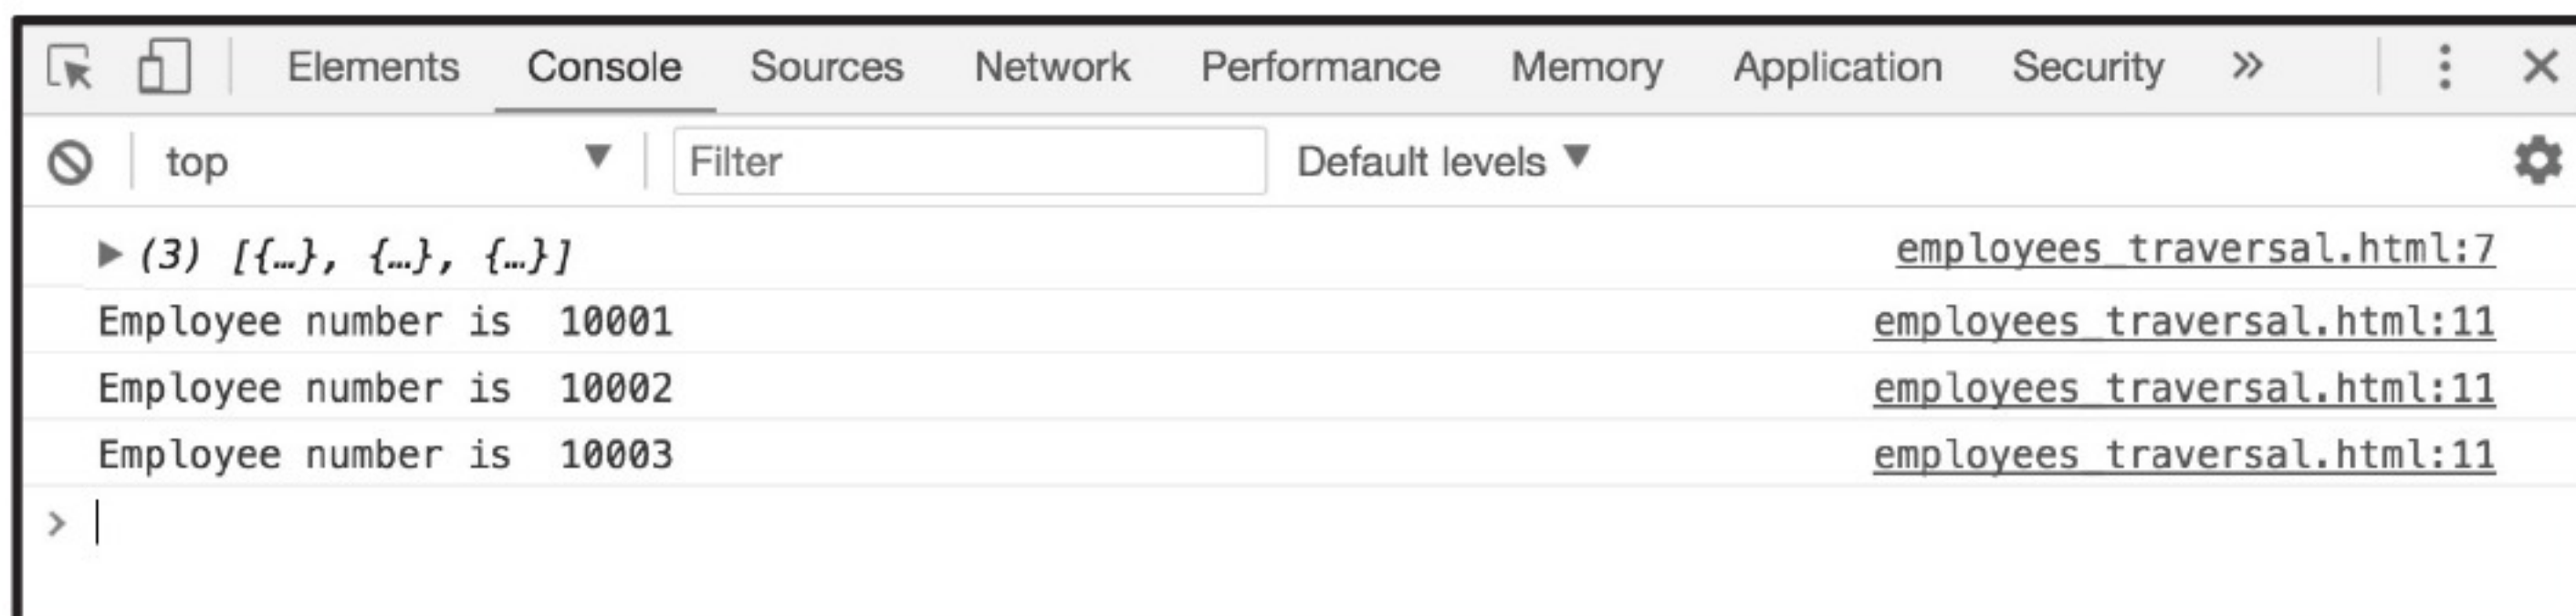 Elements Console Sources Network Performance Memory Application Security »
top Filter Default levels
(3) [{…}, {…}, {…}] employees_traversal.html:7
Employee number is  10001 employees_traversal.html:11
Employee number is  10002 employees_traversal.html:11
Employee number is  10003 employees_traversal.html:11
>